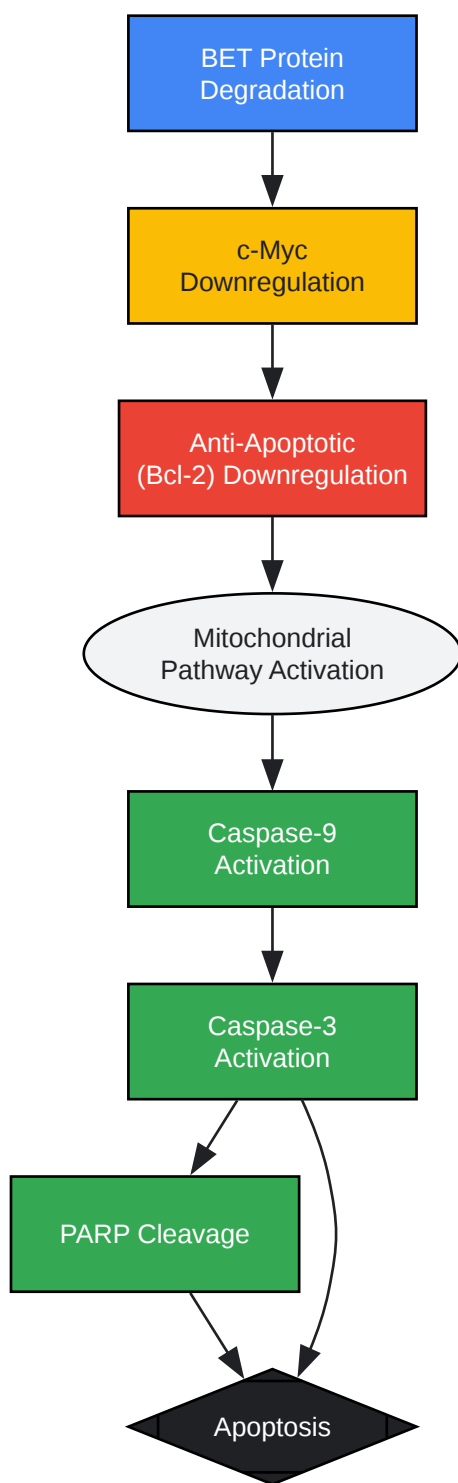 BET Protein
Degradation
c-Myc
Downregulation
Anti-Apoptotic
(Bcl-2) Downregulation
Mitochondrial
Pathway Activation
Caspase-9
Activation
Caspase-3
Activation
PARP Cleavage
Apoptosis